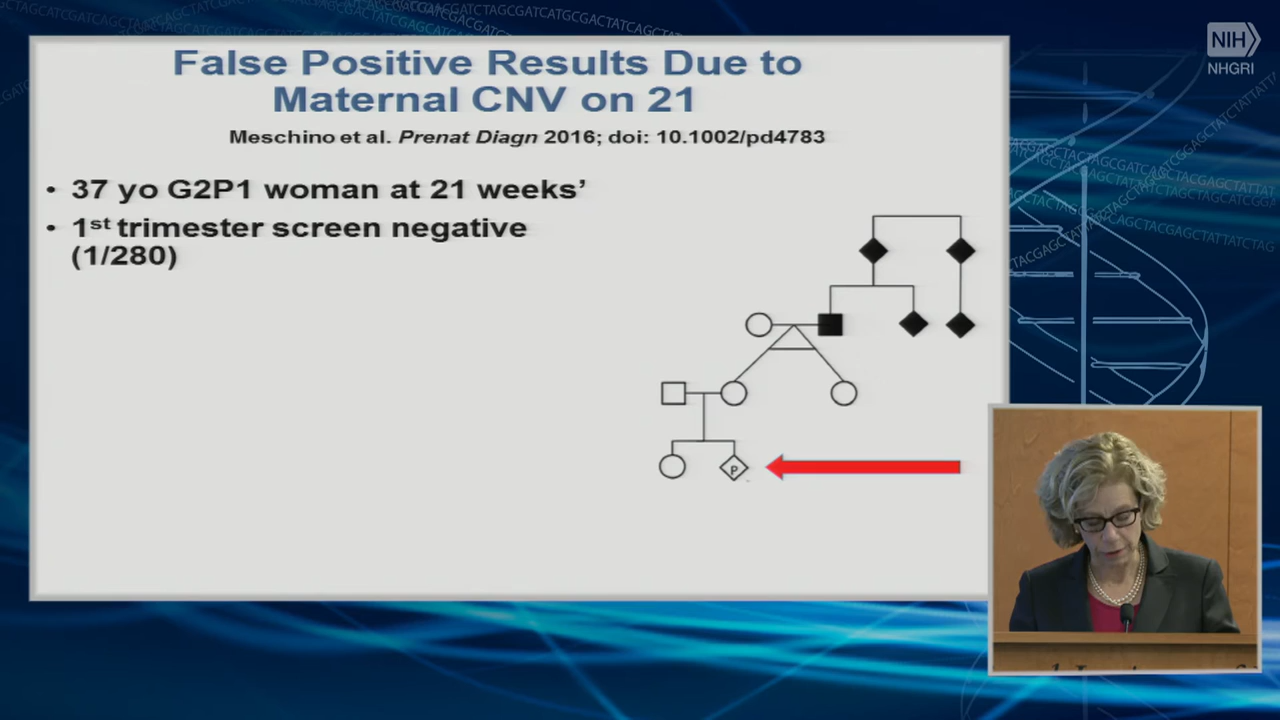 False Positive Results Due to
Maternal CNV on 21
Meschino et al. Prenat Diagn 2016; doi: 10.1002/pd4783
• 37 yo G2P1 woman at 21 weeks’
• 1st trimester screen negative
(1/280)
P
NIH
NHGRI